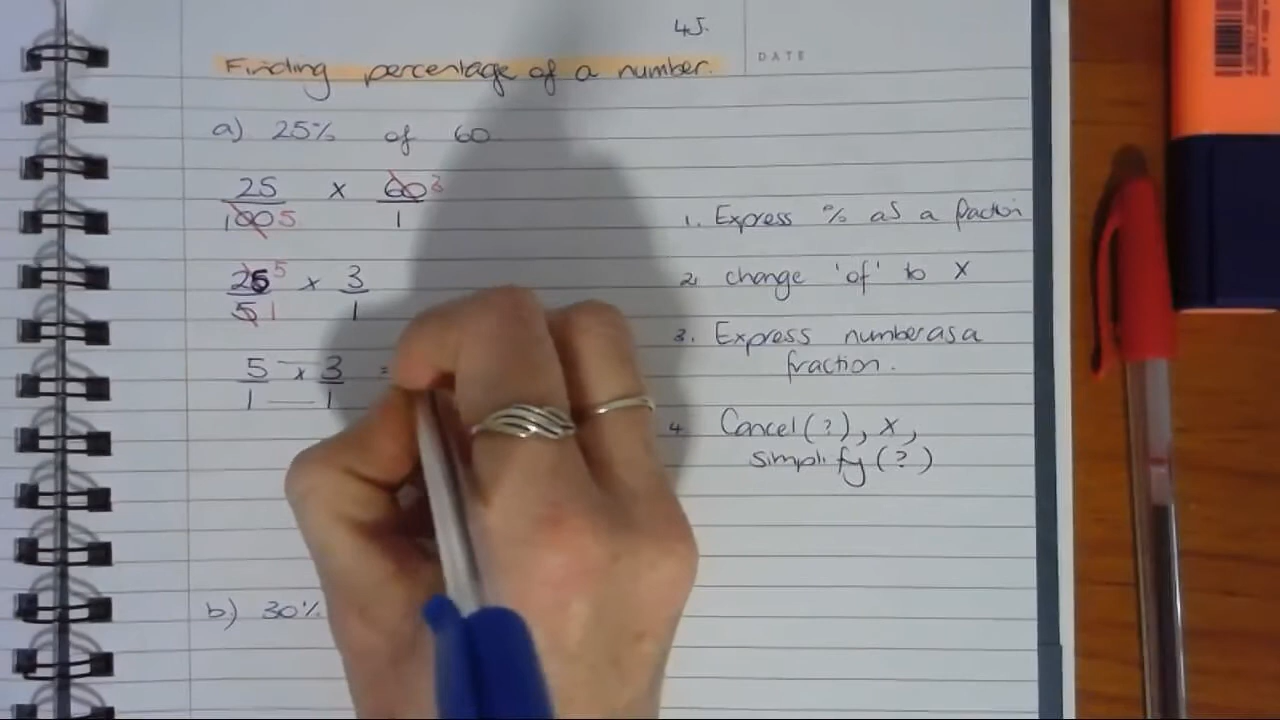 45.
DATE
Finding percentage of a number.
a) 25% of 60
25 x 60 3
100 5 1
25 5 x 3
5 1 1
5 x 3 =
1 1
1. Express % as a fraction
2. change 'of' to x
3. Express number as a
fraction.
4. Cancel (?), x,
simplify (?)
b) 30%